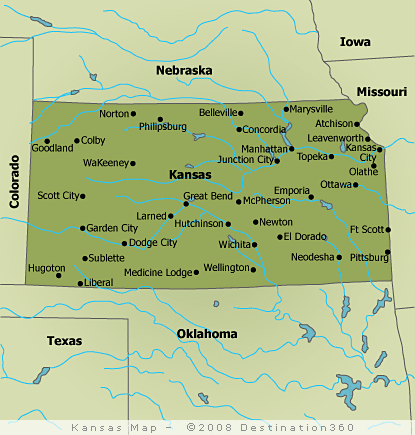 Iowa
Nebraska
Missouri
Colorado
Kansas
Norton
Belleville
Marysville
Philipsburg
Atchison
Concordia
Leavenworth
Goodland
Colby
Manhattan
Kansas
City
Junction City
Topeka
WaKeeney
Olathe
Ottawa
Scott City
Great Bend
McPherson
Emporia
Larned
Hutchinson
Newton
Garden City
Ft Scott
Dodge City
Wichita
El Dorado
Sublette
Neodesha
Pittsburg
Hugoton
Medicine Lodge
Wellington
Liberal
Oklahoma
Texas
Kansas Map - ©2008 Destination360